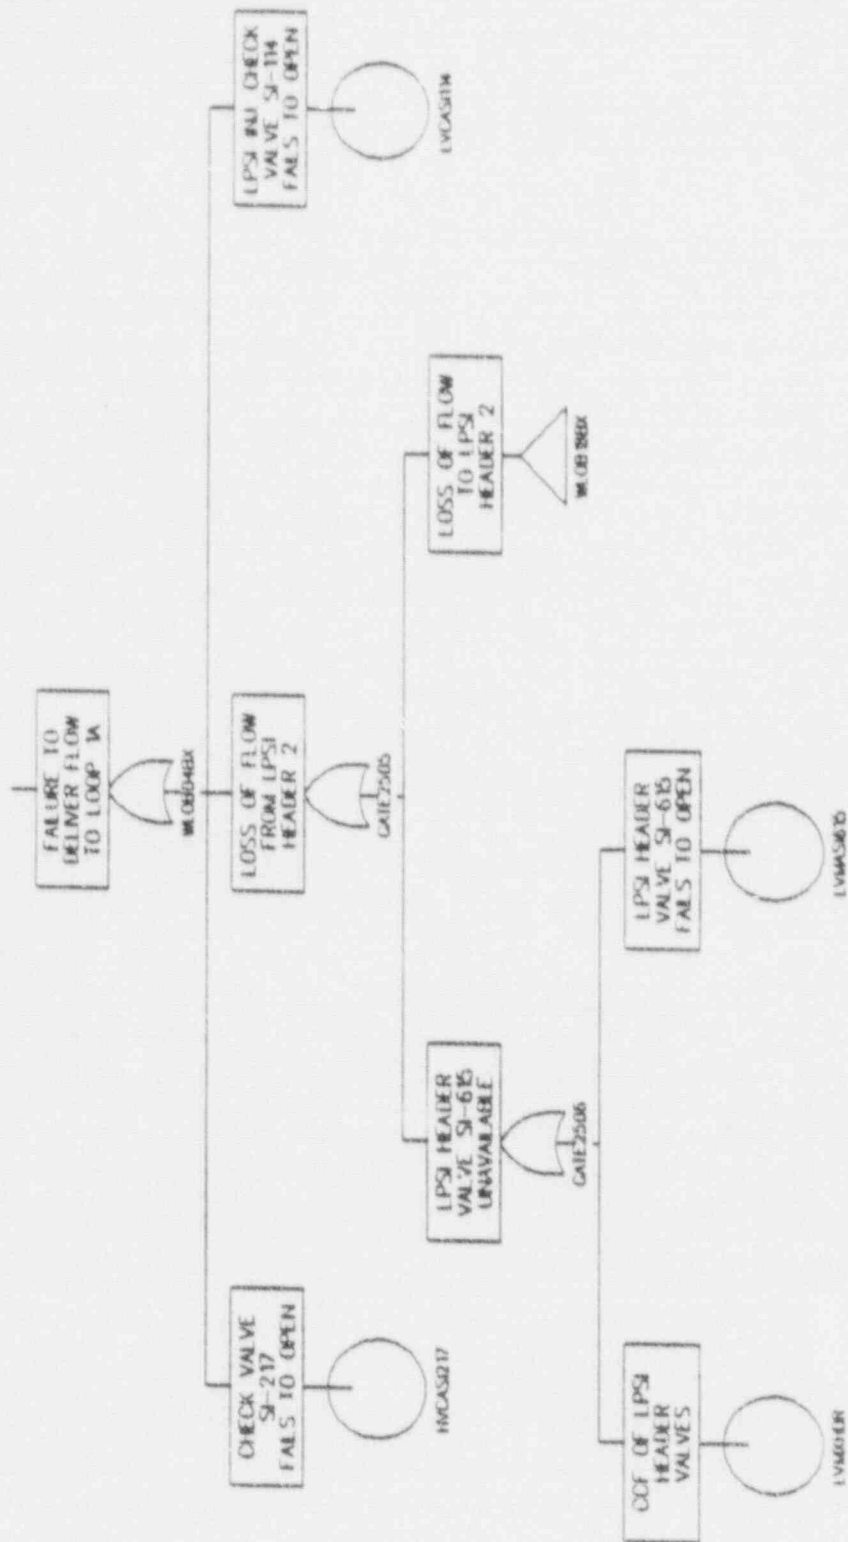 FAILURE TO
DELIVER FLOW
TO LOOP 1A
CHECK VALVE
SI-217
FAILS TO OPEN
HVCASI217
LOSS OF FLOW
FROM LPSI
HEADER 2
GATE2505
LPSI INJ CHECK
VALVE SI-114
FAILS TO OPEN
LVCASI114
LPSI HEADER
VALVE SI-615
UNAVAILABLE
GATE2506
LOSS OF FLOW
TO LPSI
HEADER 2
CCF OF LPSI
HEADER
VALVES
LPSI HEADER
VALVE SI-615
FAILS TO OPEN
LVMASI615